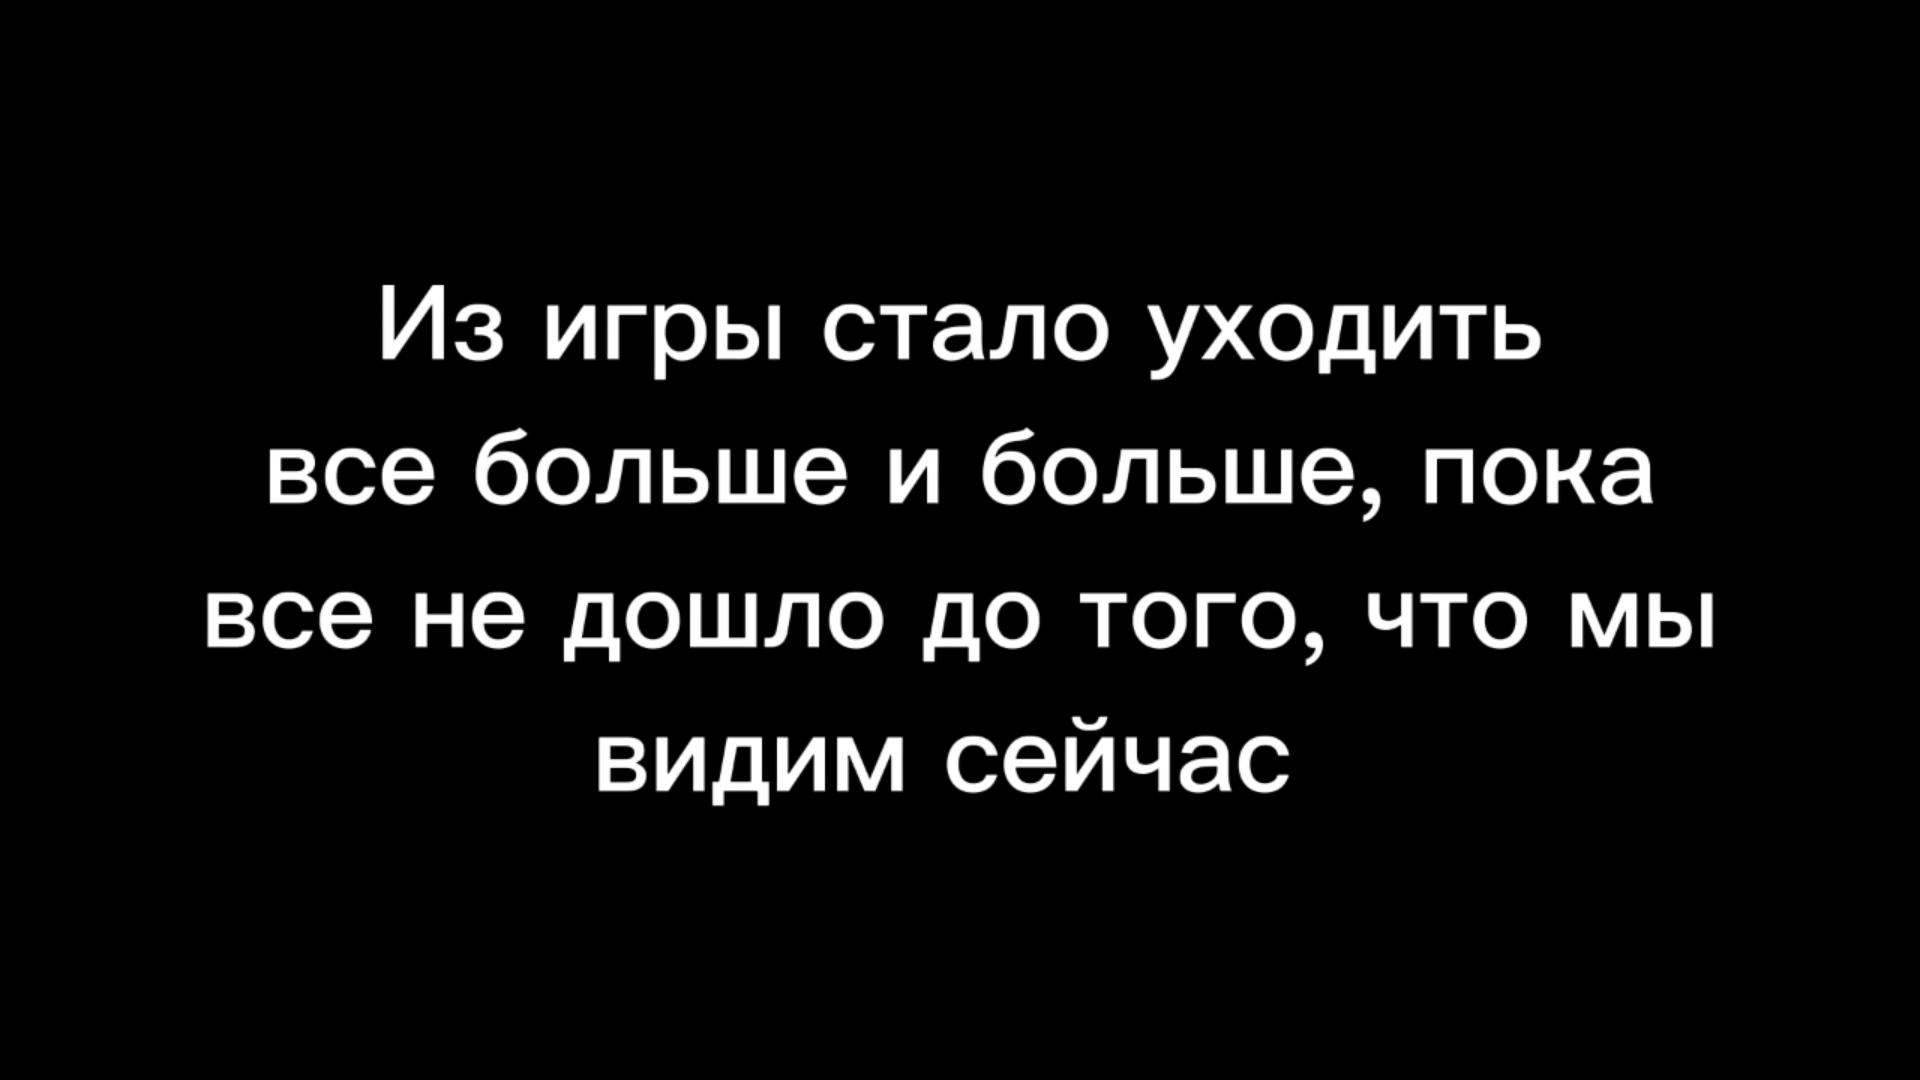 Из игры стало уходить
все больше и больше, пока
все не дошло до того, что мы
видим сейчас